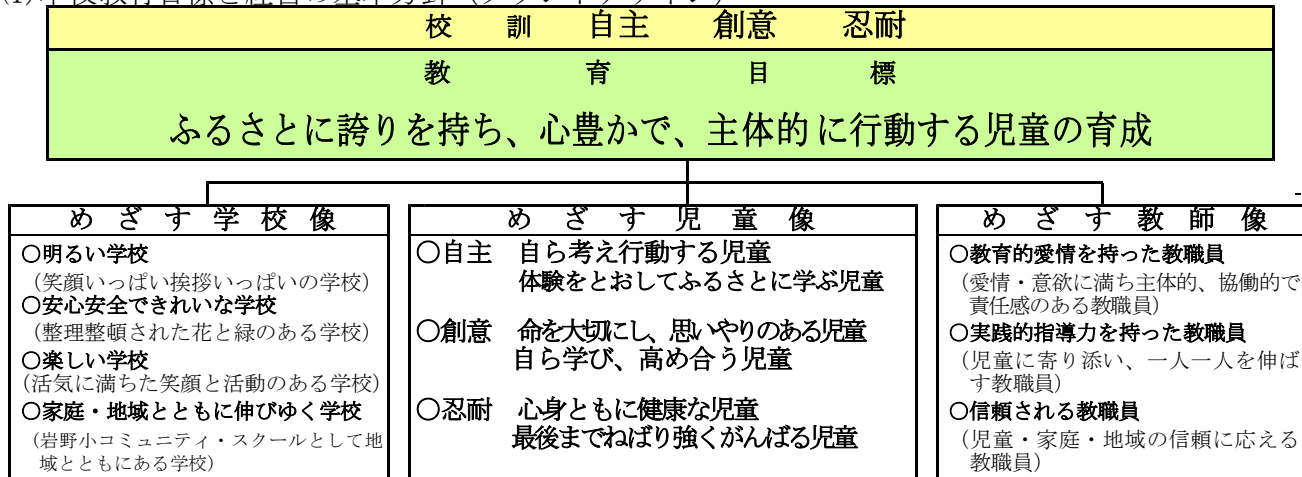 校 訓 自主 創意 忍耐
教 育 目 標
ふるさとに誇りを持ち、心豊かで、主体的に行動する児童の育成
めざす学校像
○明るい学校
(笑顔いっぱい挨拶いっぱいの学校)
○安心安全できれいな学校
(整理整頓された花と緑のある学校)
○楽しい学校
(活気に満ちた笑顔と活動のある学校)
○家庭・地域とともに伸びゆく学校
(岩野小コミュニティ・スクールとして地
域とともにある学校)
めざす児童像
○自主 自ら考え行動する児童
体験をとおしてふるさとに学ぶ児童
○創意 命を大切にし、思いやりのある児童
自ら学び、高め合う児童
○忍耐 心身ともに健康な児童
最後までねばり強くがんばる児童
めざす教師像
○教育的愛情を持った教職員
(愛情・意欲に満ち主体的、協働的で
責任感のある教職員)
○実践的指導力を持った教職員
(児童に寄り添い、一人一人を伸ば
す教職員)
○信頼される教職員
(児童・家庭・地域の信頼に応える
教職員)